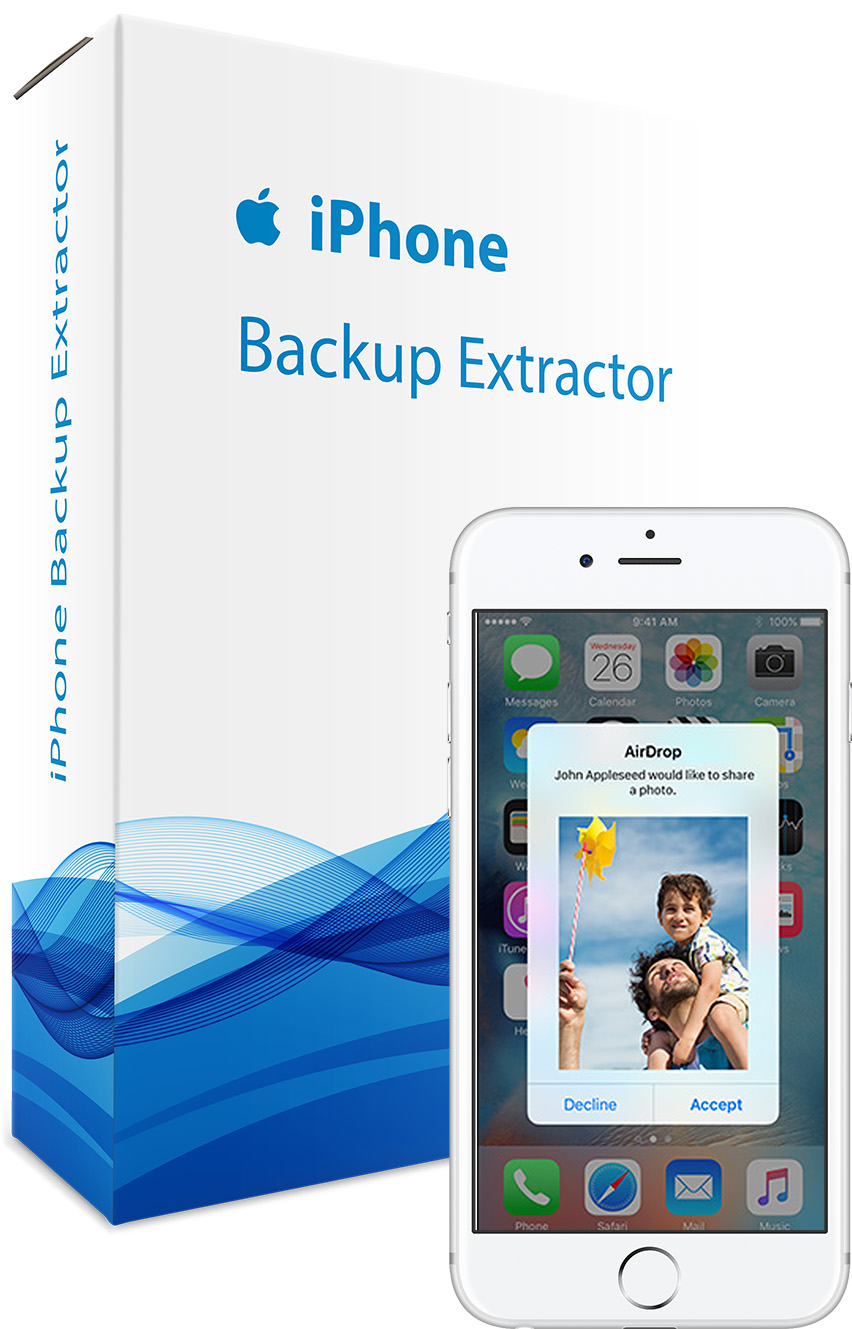 iPhone
Backup Extractor
iPhone Backup Extractor
9:41 AM
100%
Wednesday
26
Messages
Calendar
Photos
Camera
AirDrop
John Appleseed would like to share
a photo.
Decline
Accept
Phone
Safari
Mail
Music